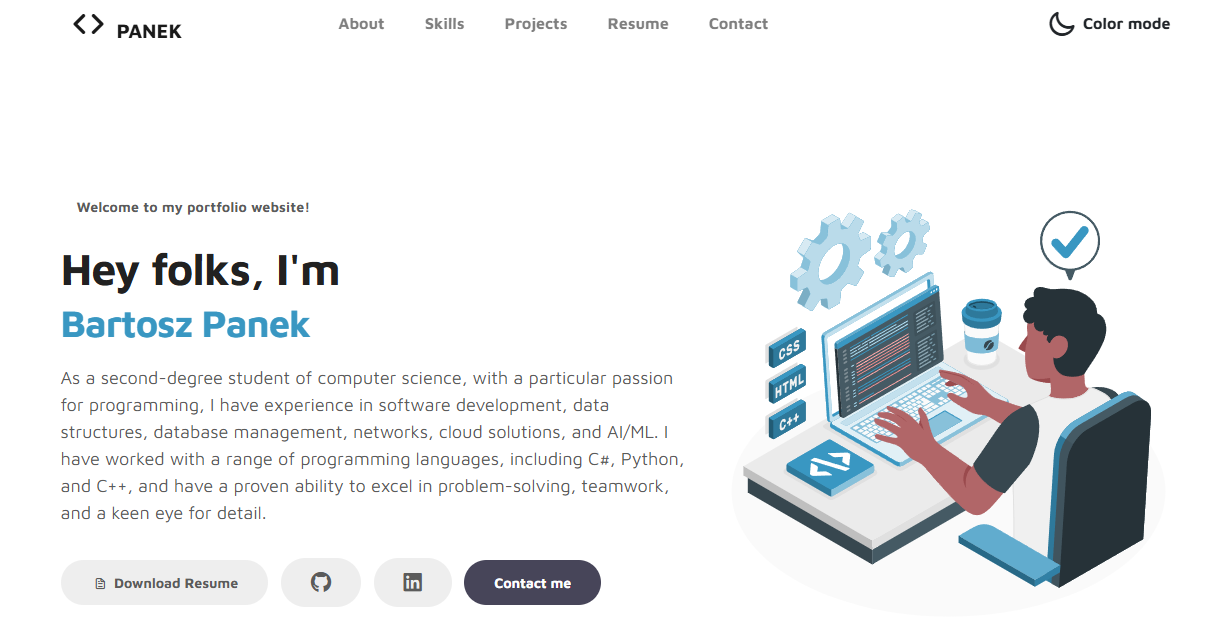 PANEK
About Skills Projects Resume Contact
Color mode
Welcome to my portfolio website!
Hey folks, I'm
Bartosz Panek
As a second-degree student of computer science, with a particular passion
for programming, I have experience in software development, data
structures, database management, networks, cloud solutions, and AI/ML. I
have worked with a range of programming languages, including C#, Python,
and C++, and have a proven ability to excel in problem-solving, teamwork,
and a keen eye for detail.
Download Resume
in
Contact me
CSS
HTML
C++